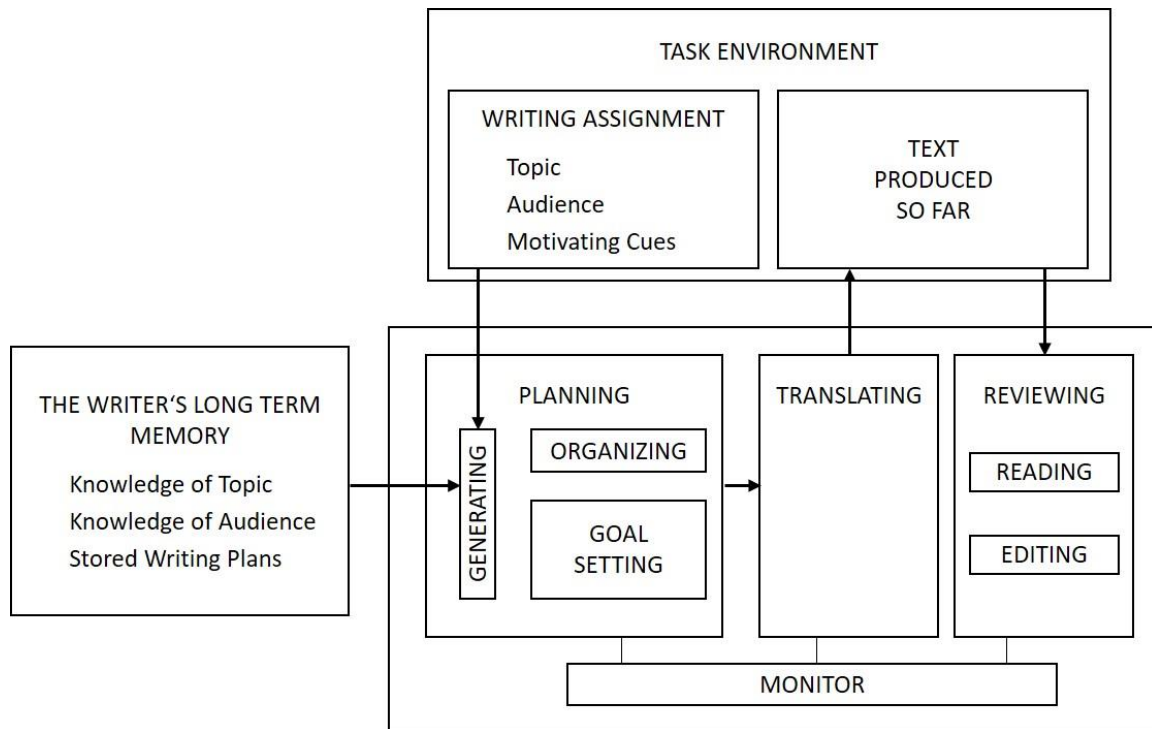 TASK ENVIRONMENT
WRITING ASSIGNMENT
Topic
Audience
Motivating Cues
TEXT
PRODUCED
SO FAR
THE WRITER‘S LONG TERM
MEMORY
Knowledge of Topic
Knowledge of Audience
Stored Writing Plans
PLANNING
GENERATING
ORGANIZING
GOAL
SETTING
TRANSLATING
REVIEWING
READING
EDITING
MONITOR